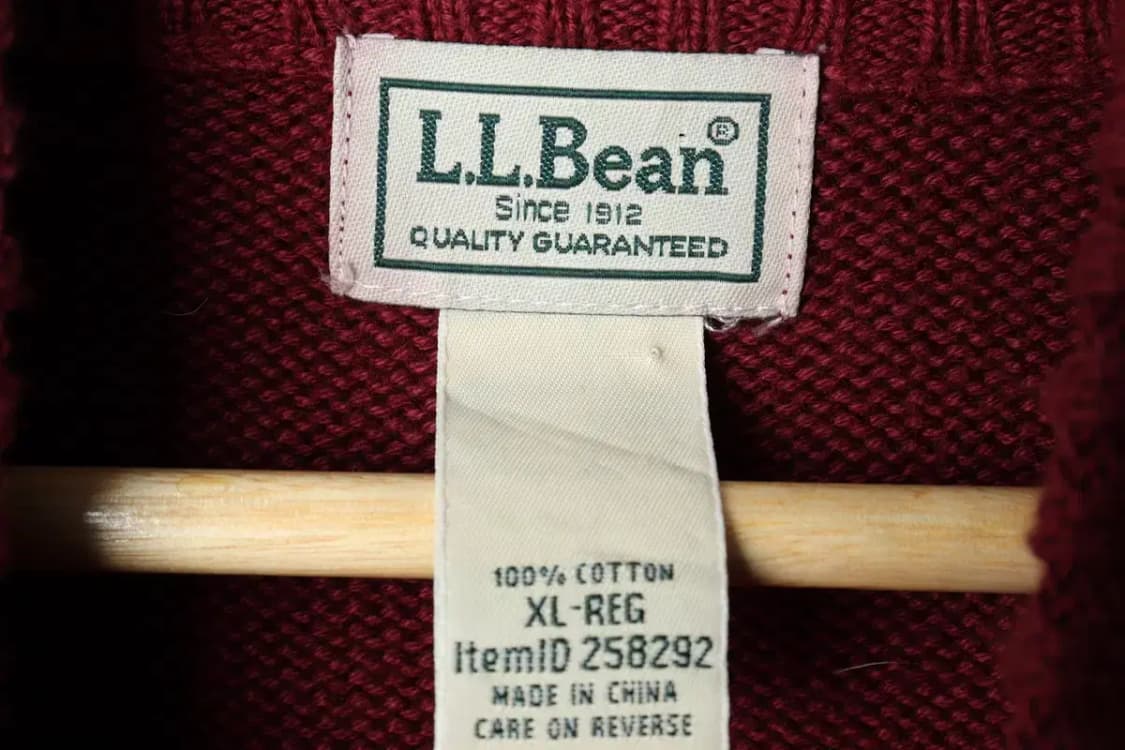 L.L.Bean®
Since 1912
QUALITY GUARANTEED
100% COTTON
XL-REG
ItemID 258292
MADE IN CHINA
CARE ON REVERSE